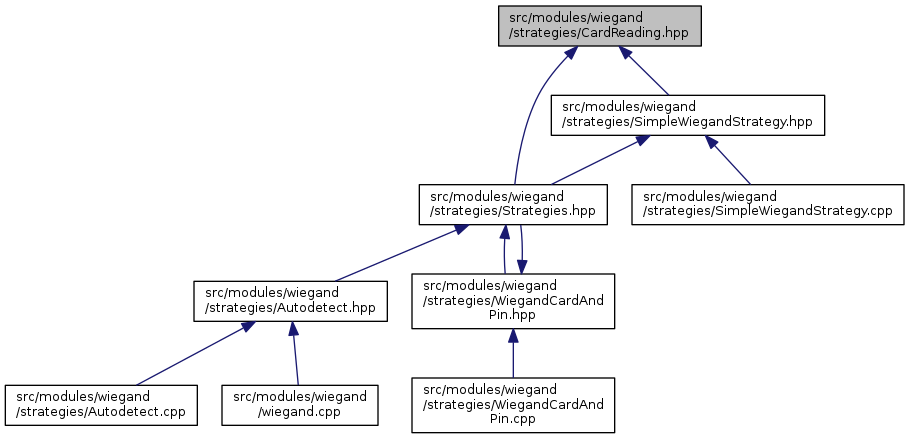 src/modules/wiegand
/strategies/CardReading.hpp
src/modules/wiegand
/strategies/SimpleWiegandStrategy.hpp
src/modules/wiegand
/strategies/Strategies.hpp
src/modules/wiegand
/strategies/SimpleWiegandStrategy.cpp
src/modules/wiegand
/strategies/Autodetect.hpp
src/modules/wiegand
/strategies/WiegandCardAnd
Pin.hpp
src/modules/wiegand
/strategies/Autodetect.cpp
src/modules/wiegand
/wiegand.cpp
src/modules/wiegand
/strategies/WiegandCardAnd
Pin.cpp